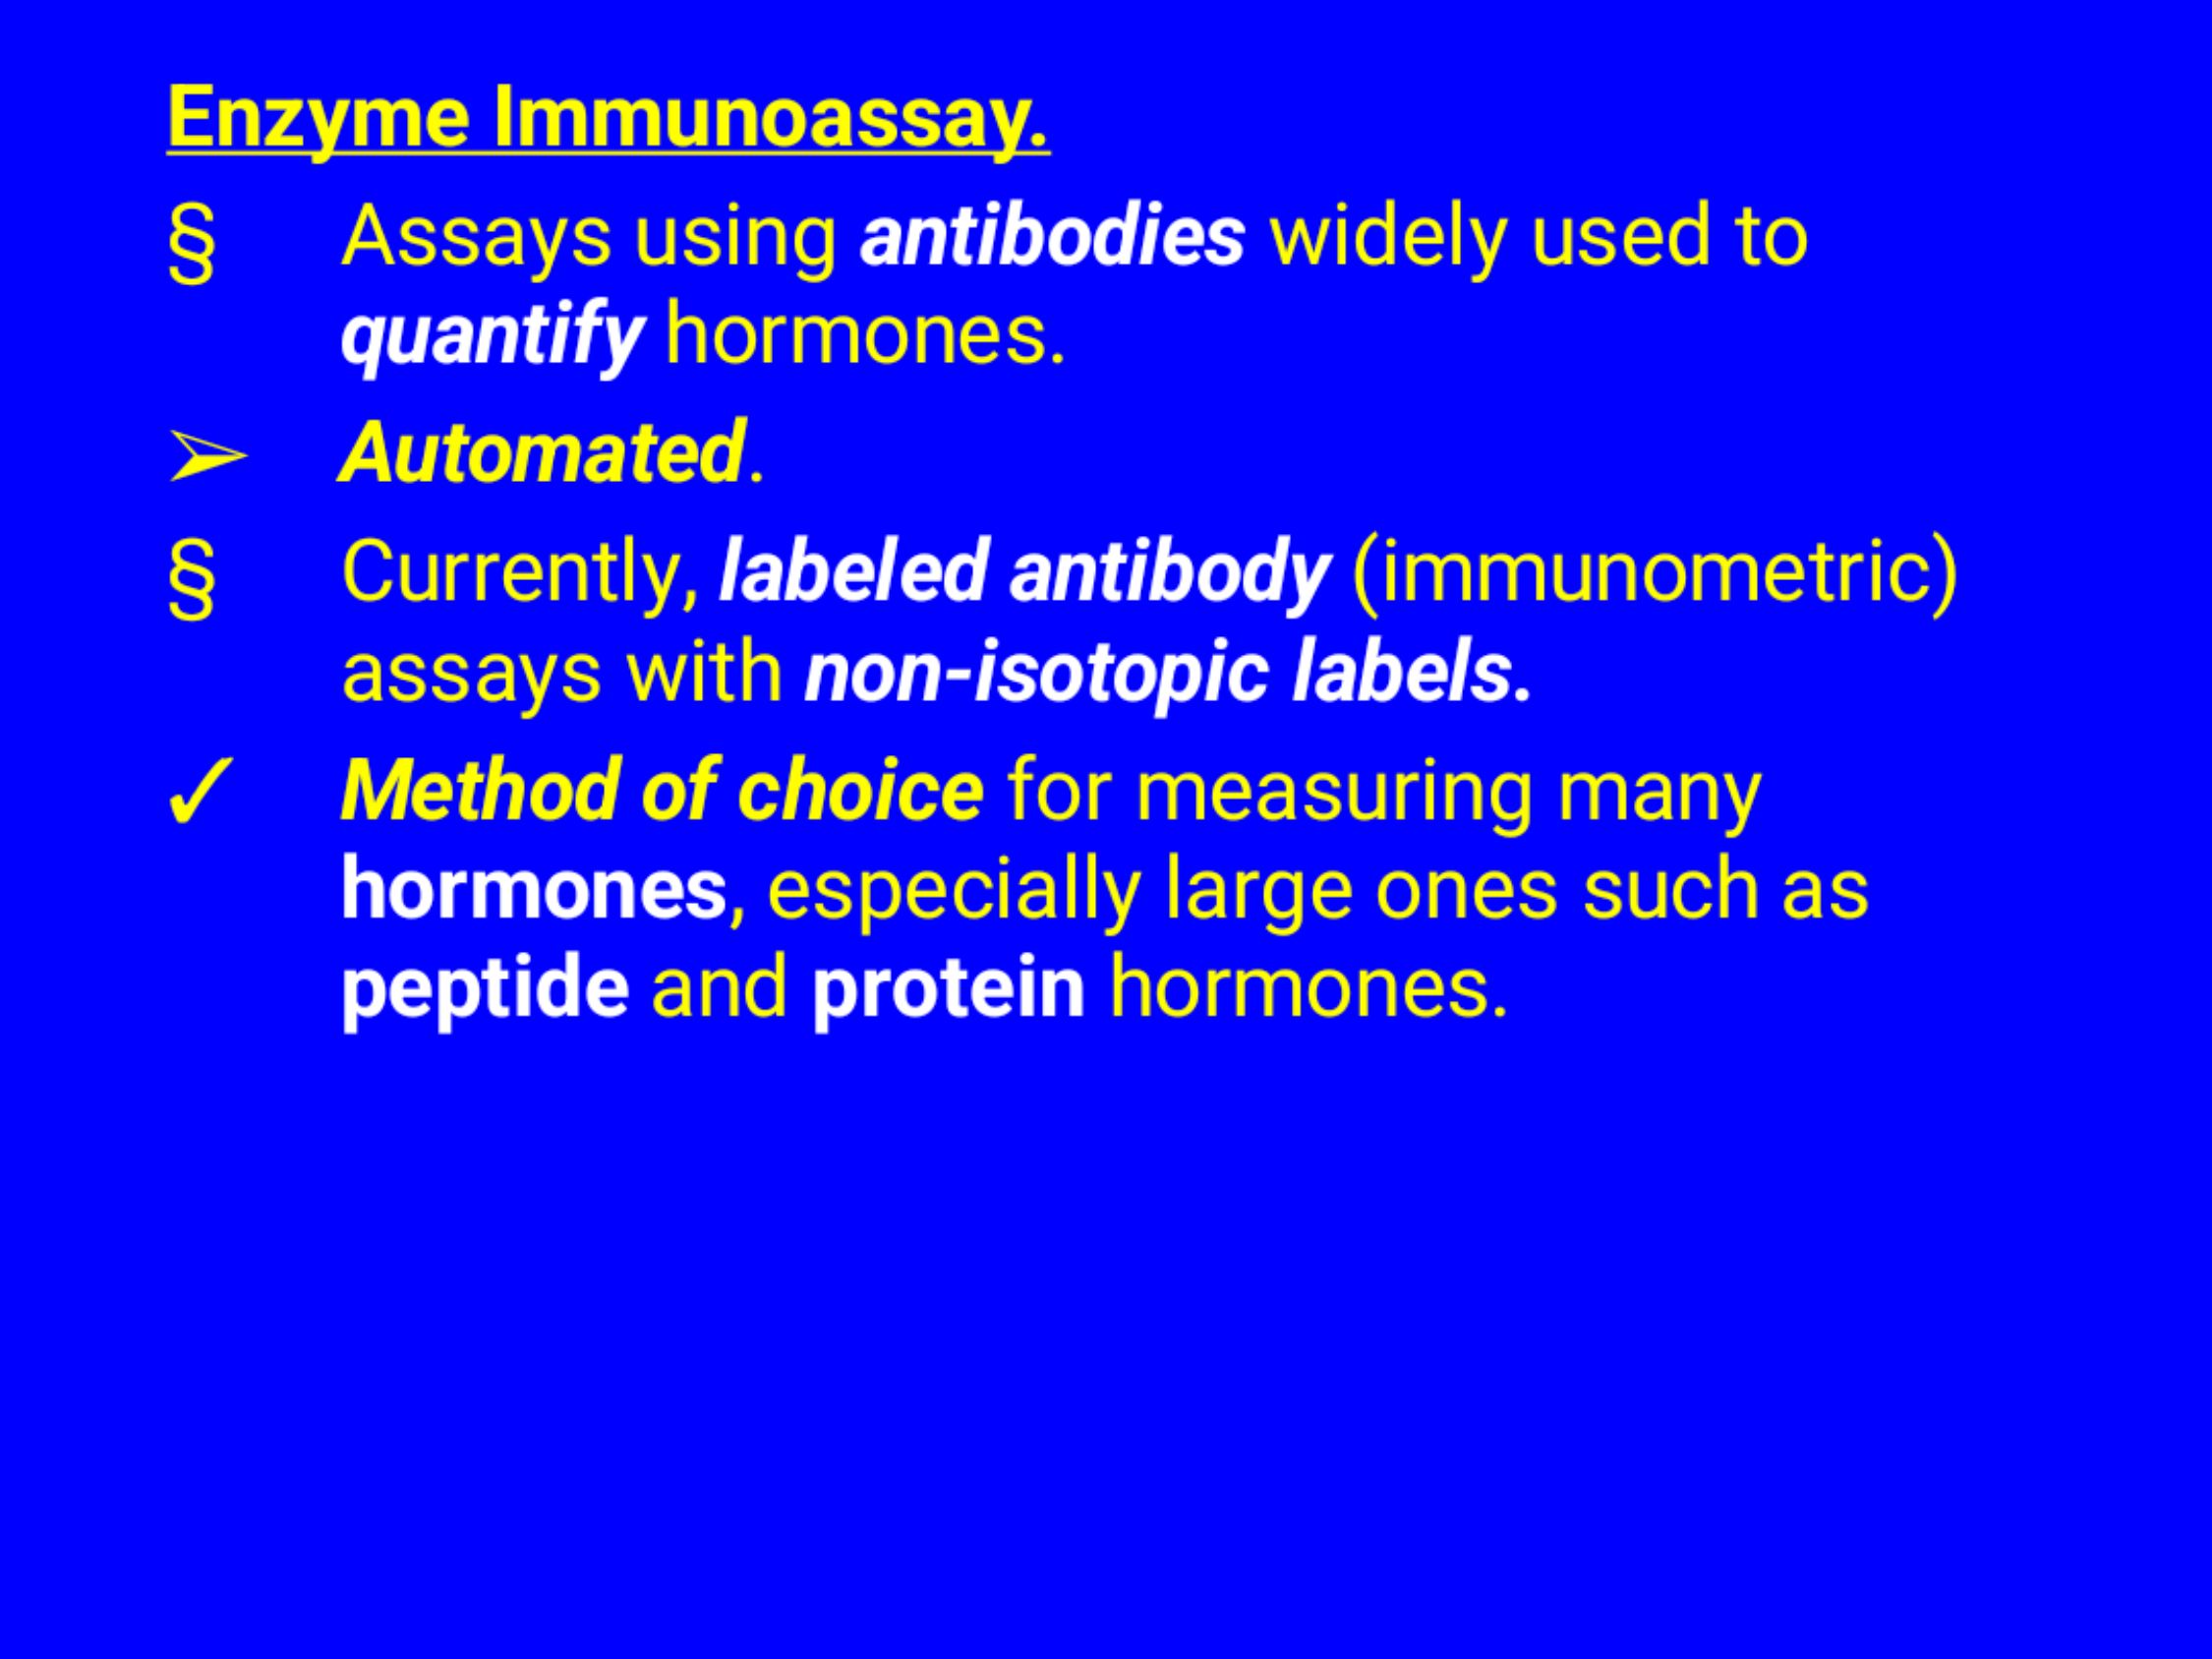 Enzyme Immunoassay.
§ Assays using antibodies widely used to
quantify hormones.
➢ Automated.
§ Currently, labeled antibody (immunometric)
assays with non-isotopic labels.
✓ Method of choice for measuring many
hormones, especially large ones such as
peptide and protein hormones.